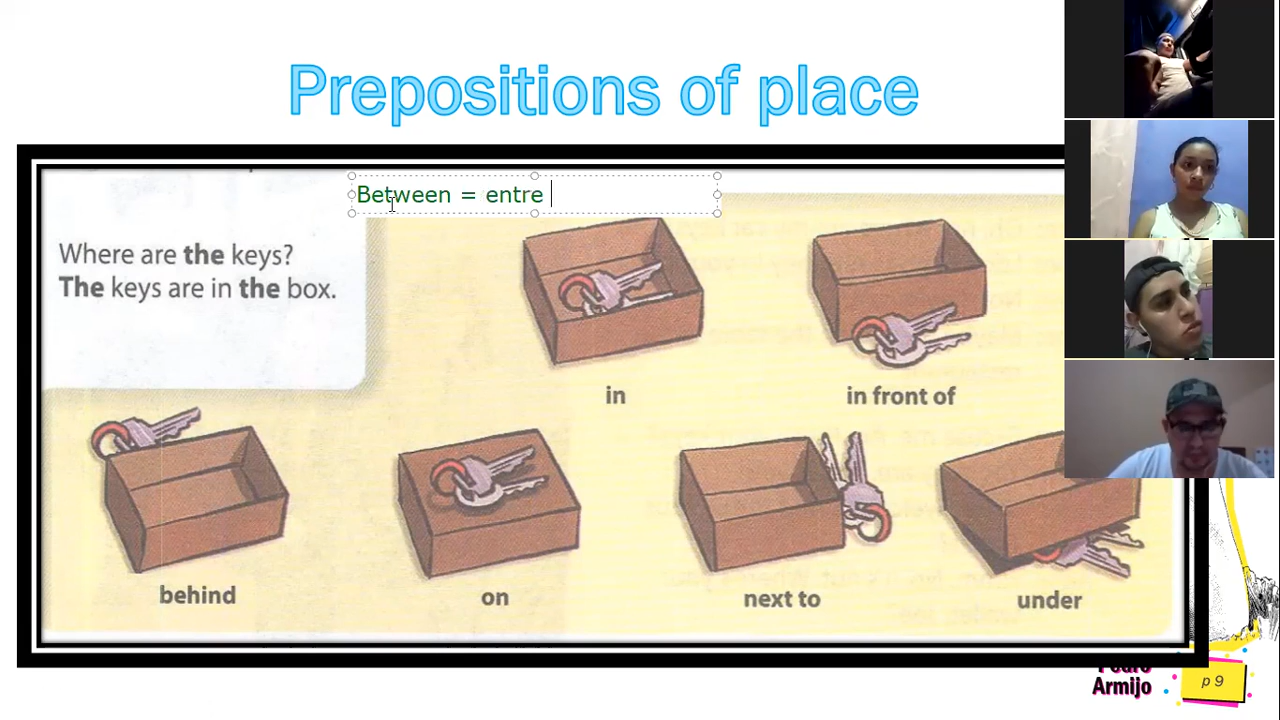 Prepositions of place
Between = entre
Where are the keys?
The keys are in the box.
in
in front of
behind
on
next to
under
Pedro
Armijo
p 9